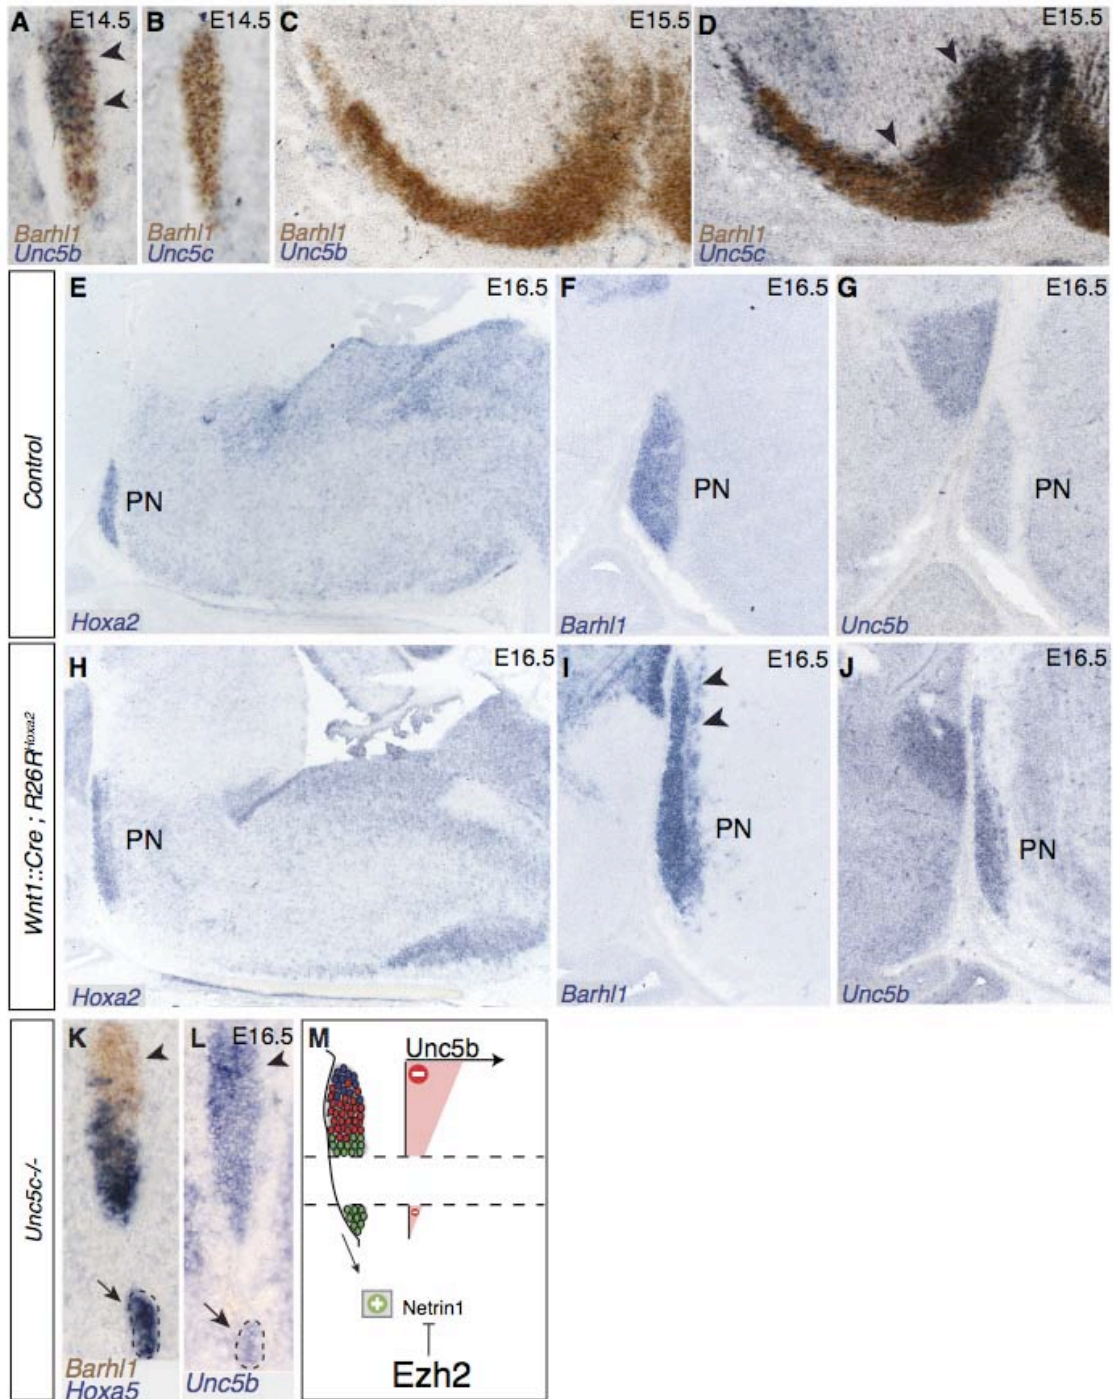 A E14.5
B E14.5
C E15.5
D E15.5
Barhl1
Unc5b
Barhl1
Unc5c
Barhl1
Unc5b
Barhl1
Unc5c
Control
E E16.5
PN
Hoxa2
F E16.5
PN
Barhl1
G E16.5
PN
Unc5b
Wnt1::Cre ; R26R^Hoxa2
H E16.5
PN
Hoxa2
I E16.5
PN
Barhl1
J E16.5
PN
Unc5b
Unc5c-/-
K
Barhl1
Hoxa5
L E16.5
Unc5b
M
Unc5b
Netrin1
Ezh2